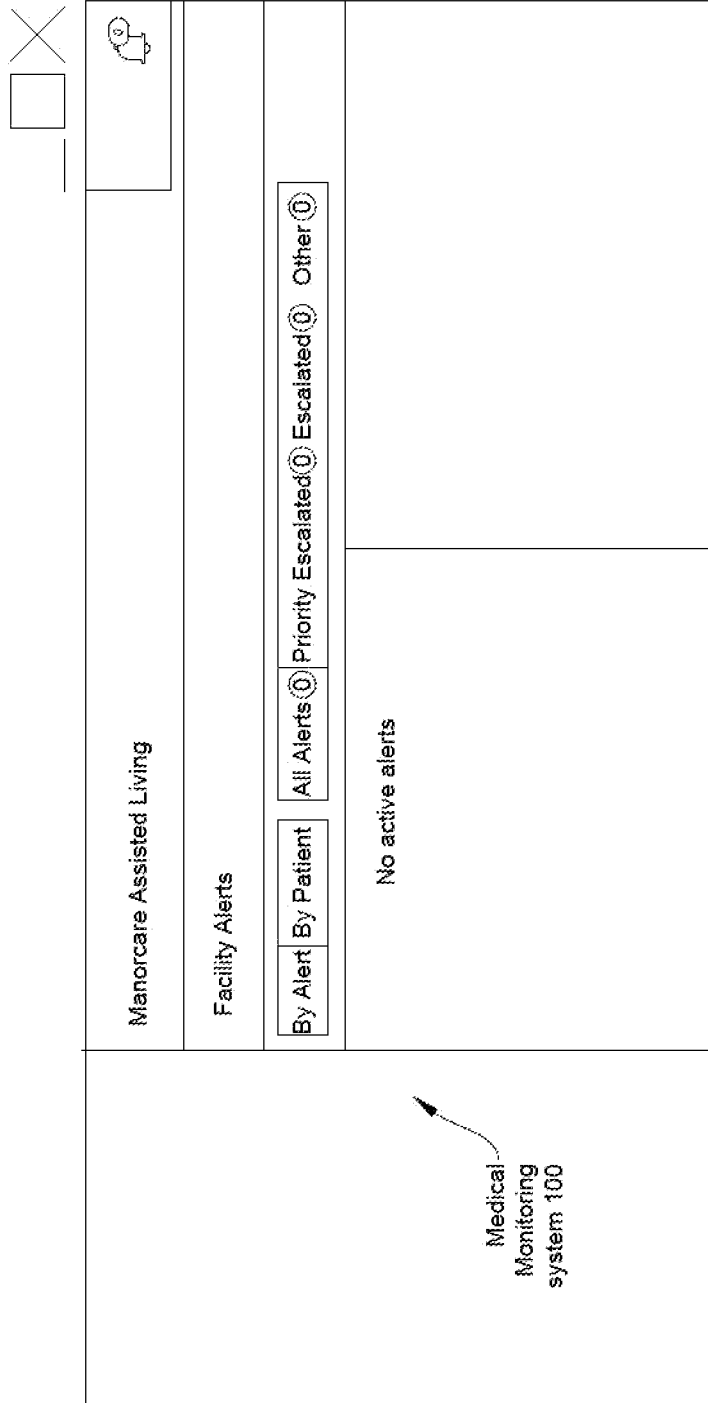 0
Manorcare Assisted Living
Facility Alerts
By Alert By Patient All Alerts 0 Priority Escalated 0 Escalated 0 Other 0
No active alerts
Medical
Monitoring
system 100